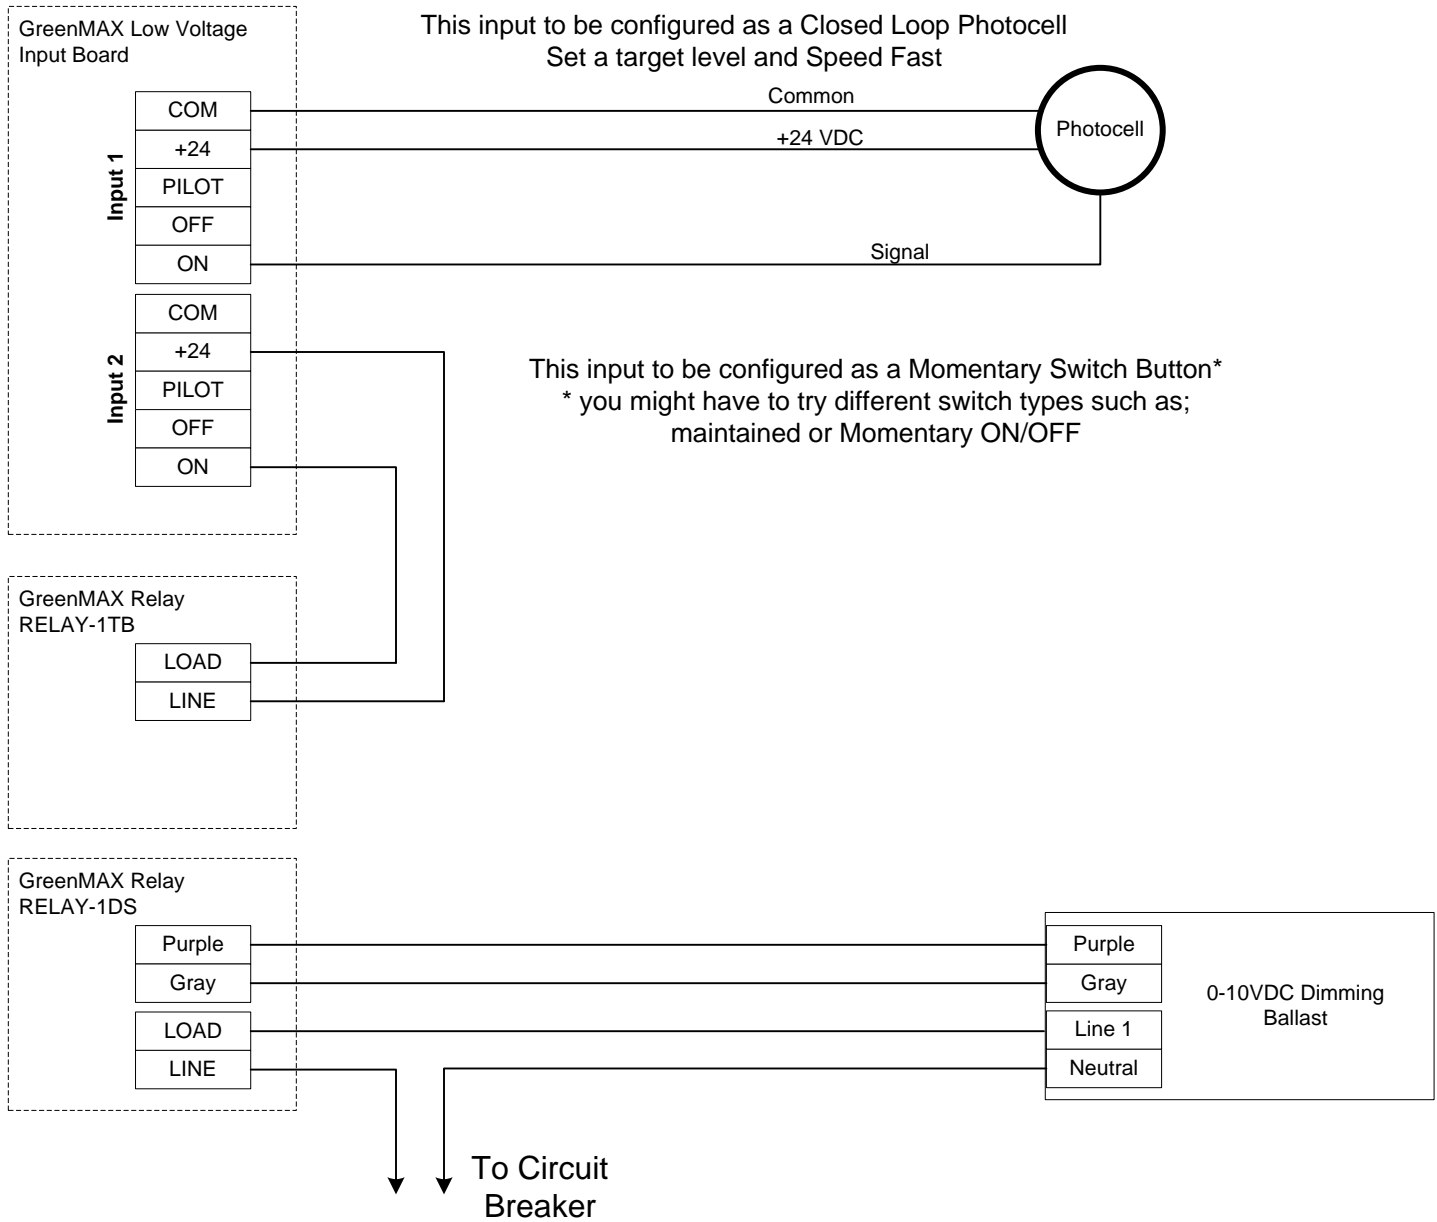 GreenMAX Low Voltage
Input Board
This input to be configured as a Closed Loop Photocell
Set a target level and Speed Fast
Input 1
COM
+24
PILOT
OFF
ON
Common
+24 VDC
Signal
Photocell
Input 2
COM
+24
PILOT
OFF
ON
This input to be configured as a Momentary Switch Button*
* you might have to try different switch types such as;
maintained or Momentary ON/OFF
GreenMAX Relay
RELAY-1TB
LOAD
LINE
GreenMAX Relay
RELAY-1DS
Purple
Gray
LOAD
LINE
Purple
Gray
Line 1
Neutral
0-10VDC Dimming
Ballast
To Circuit
Breaker